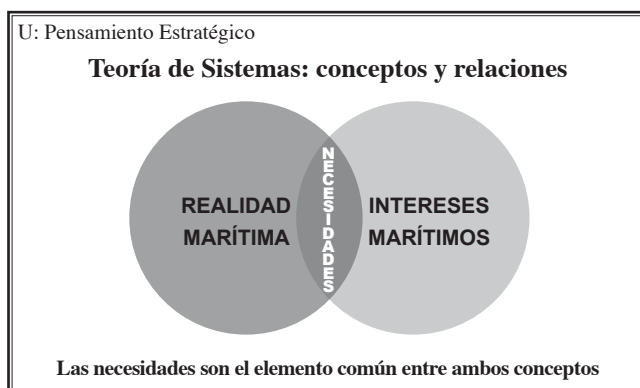 U: Pensamiento Estratégico
Teoría de Sistemas: conceptos y relaciones
REALIDAD
MARÍTIMA
NECESIDADES
INTERESES
MARÍTIMOS
Las necesidades son el elemento común entre ambos conceptos